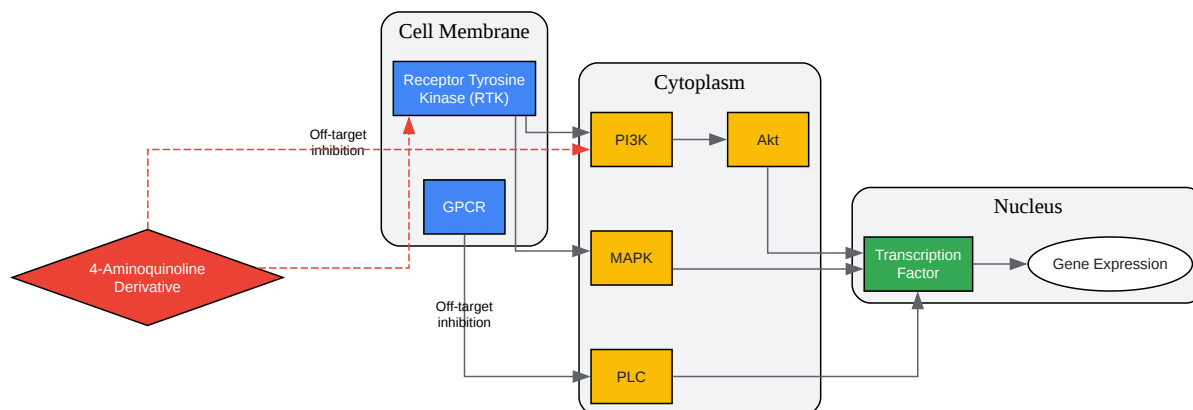 Cell Membrane
Receptor Tyrosine
Kinase (RTK)
Cytoplasm
Off-target
inhibition
PI3K
Akt
GPCR
Nucleus
4-Aminoquinoline
Derivative
MAPK
Transcription
Factor
Gene Expression
Off-target
inhibition
PLC